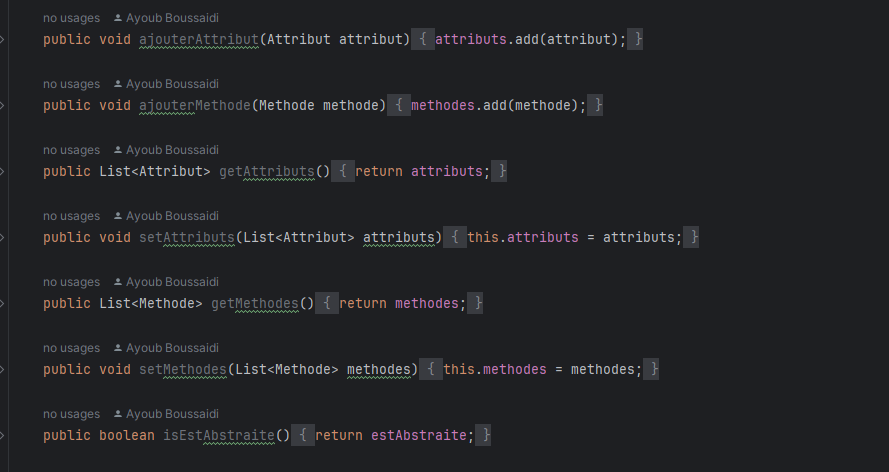 no usages Ayoub Boussaidi
public void ajouterAttribut(Attribut attribut) { attributs.add(attribut); }
no usages Ayoub Boussaidi
public void ajouterMethode(Methode methode) { methodes.add(methode); }
no usages Ayoub Boussaidi
public List<Attribut> getAttributs() { return attributs; }
no usages Ayoub Boussaidi
public void setAttributs(List<Attribut> attributs) { this.attributs = attributs; }
no usages Ayoub Boussaidi
public List<Methode> getMethodes() { return methodes; }
no usages Ayoub Boussaidi
public void setMethodes(List<Methode> methodes) { this.methodes = methodes; }
no usages Ayoub Boussaidi
public boolean isEstAbstraite() { return estAbstraite; }